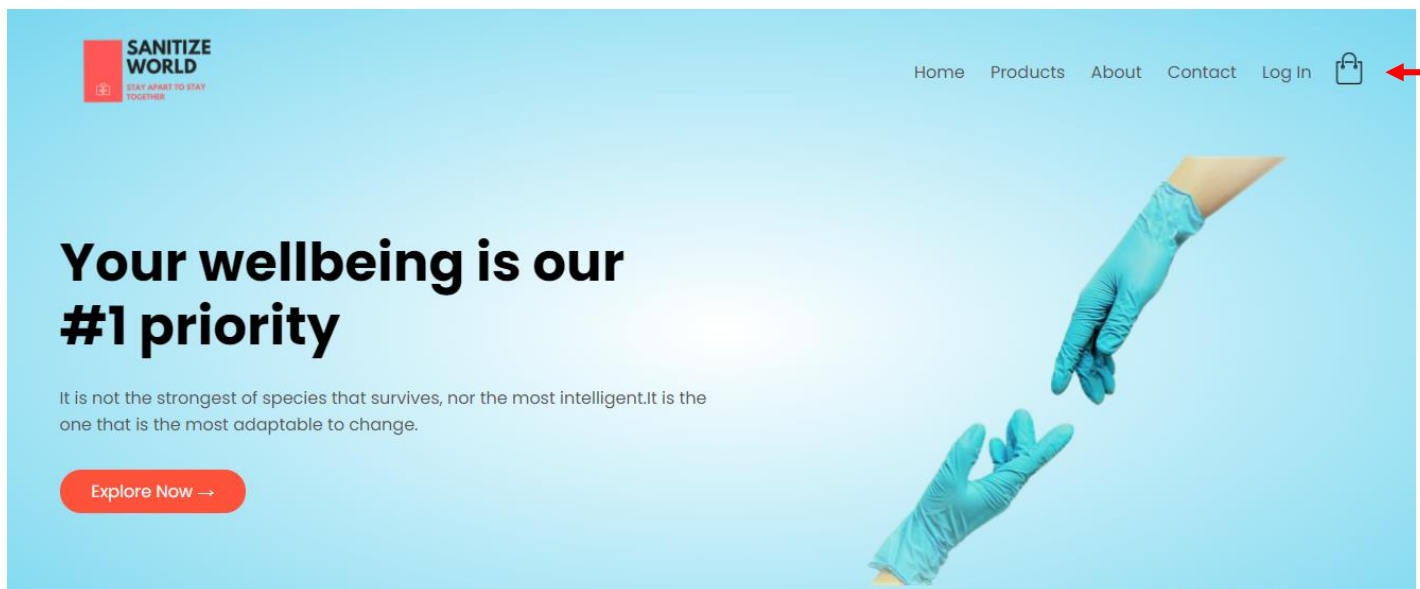 SANITIZE
WORLD
STAY APART TO STAY
TOGETHER
Home Products About Contact Log In
Your wellbeing is our
#1 priority
It is not the strongest of species that survives, nor the most intelligent.It is the
one that is the most adaptable to change.
Explore Now →